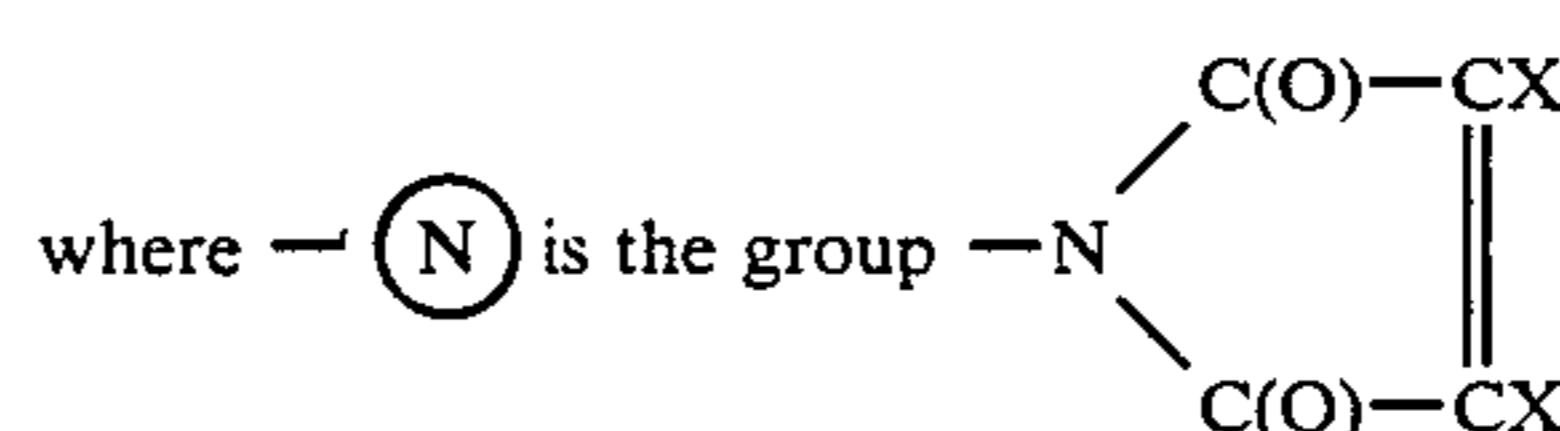 C(O)—CX
where — N is the group —N
C(O)—CX